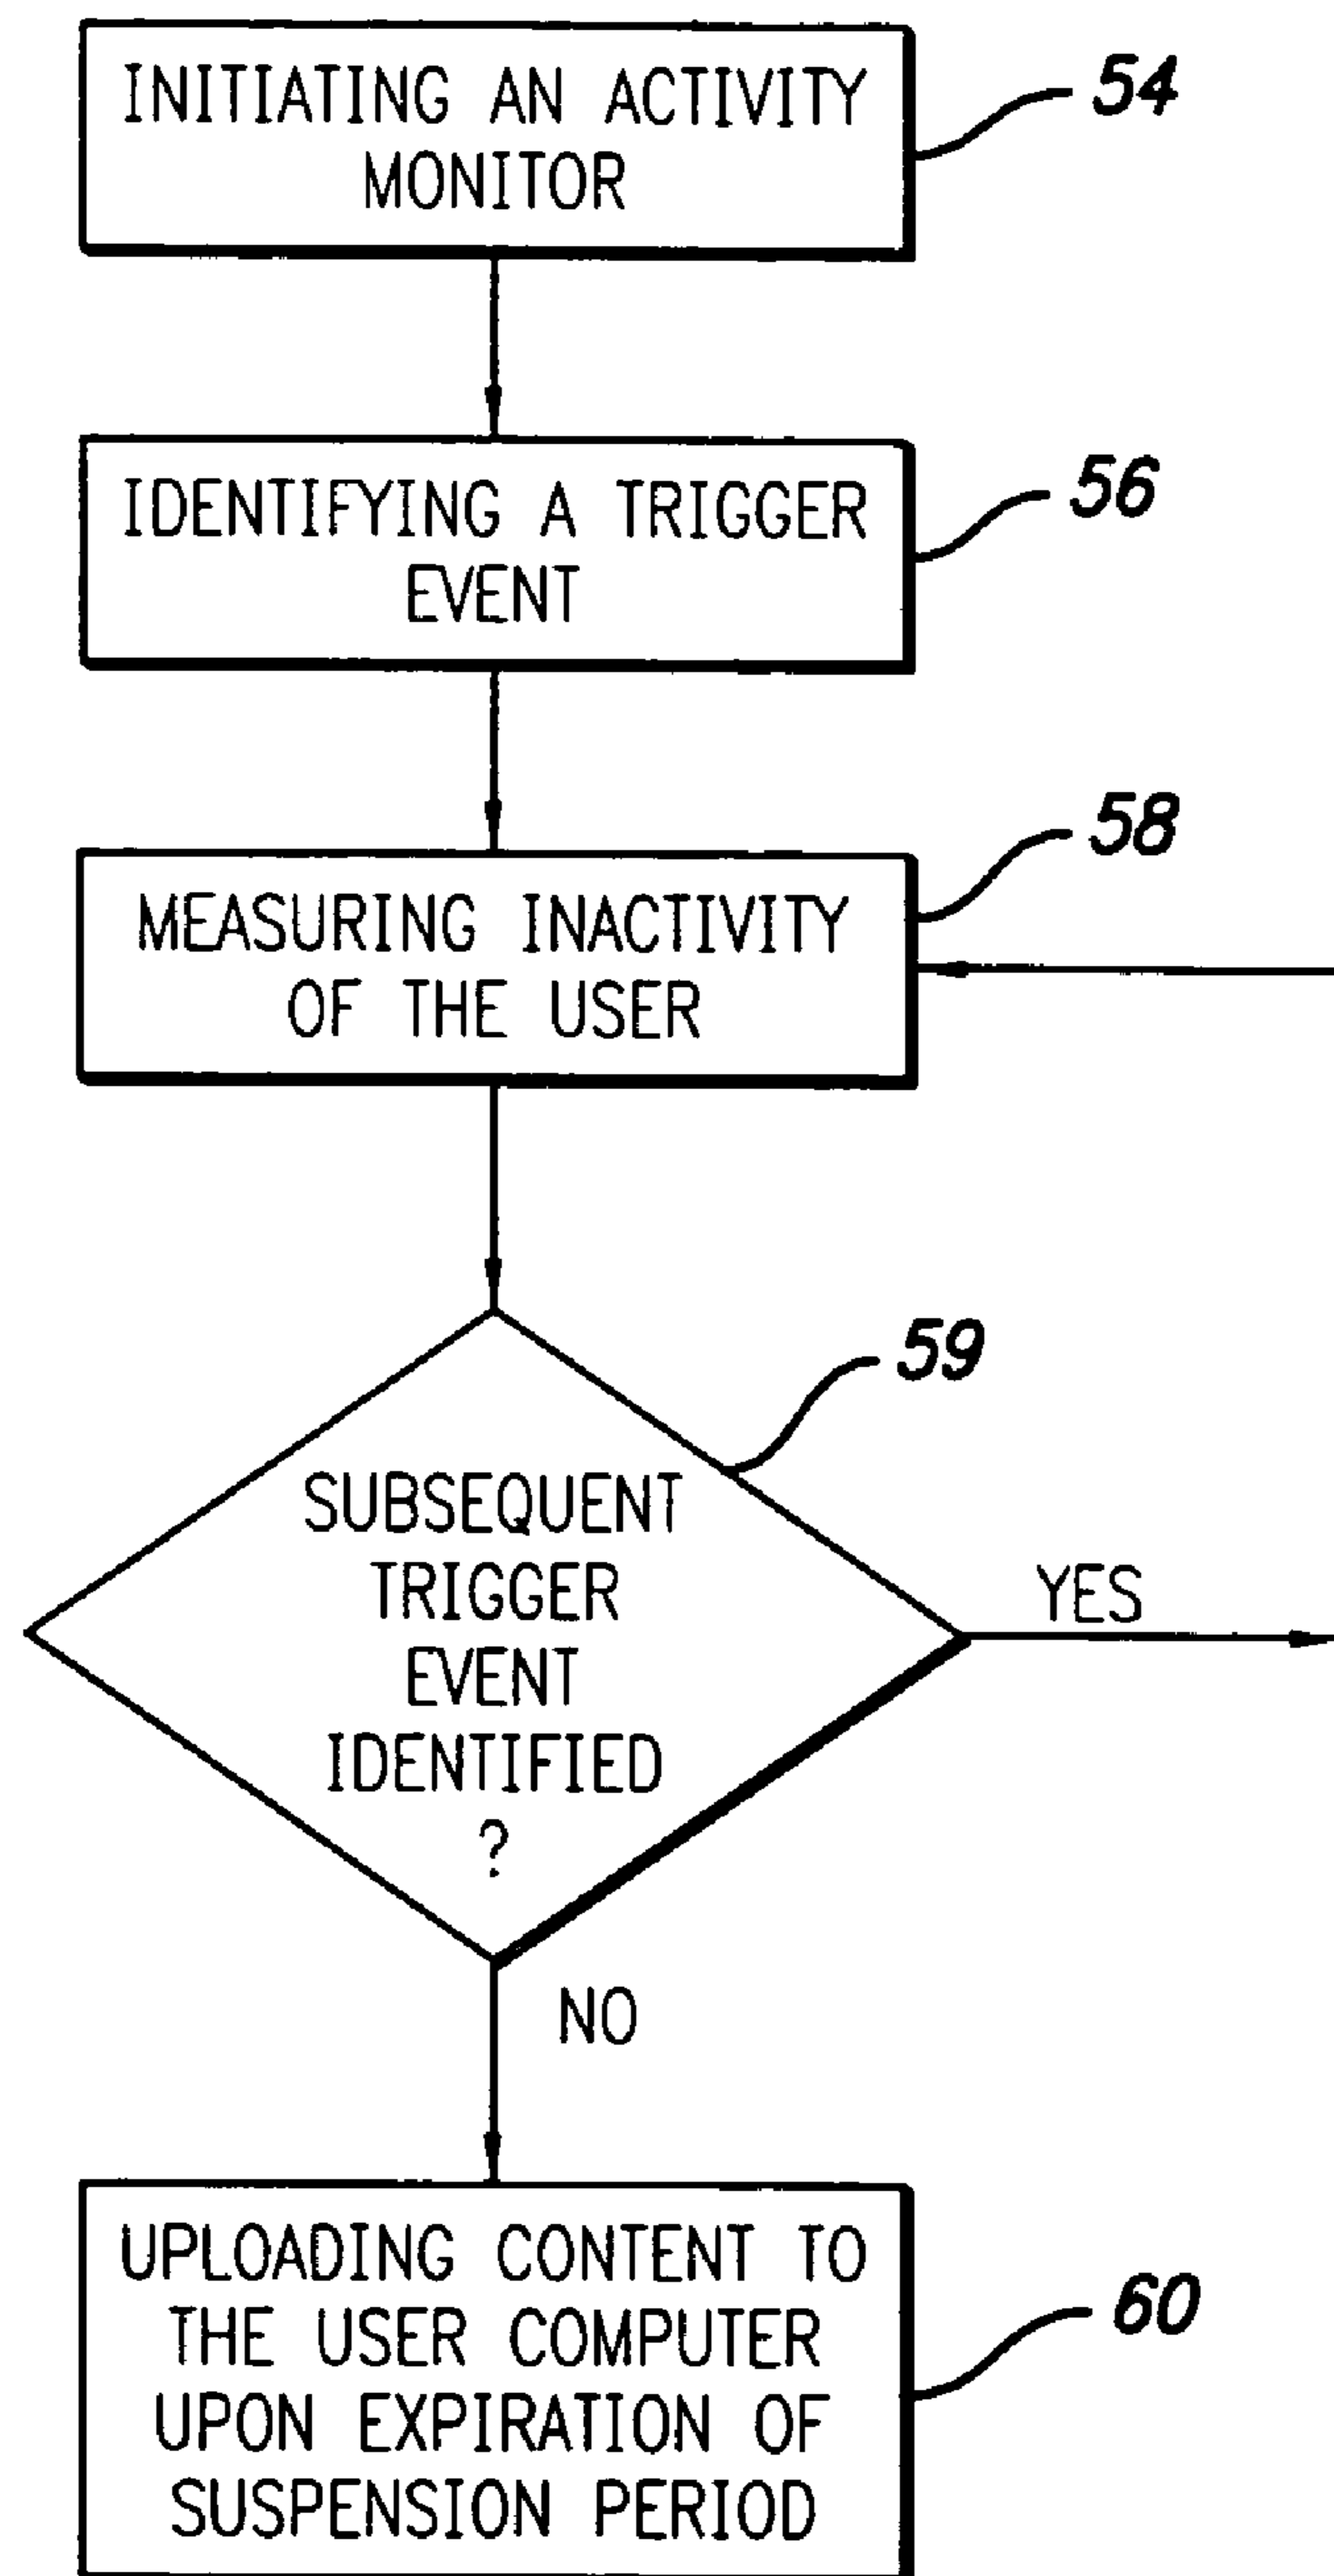 INITIATING AN ACTIVITY
MONITOR
54
IDENTIFYING A TRIGGER
EVENT
56
MEASURING INACTIVITY
OF THE USER
58
SUBSEQUENT
TRIGGER
EVENT
IDENTIFIED
?
59
YES
NO
UPLOADING CONTENT TO
THE USER COMPUTER
UPON EXPIRATION OF
SUSPENSION PERIOD
60